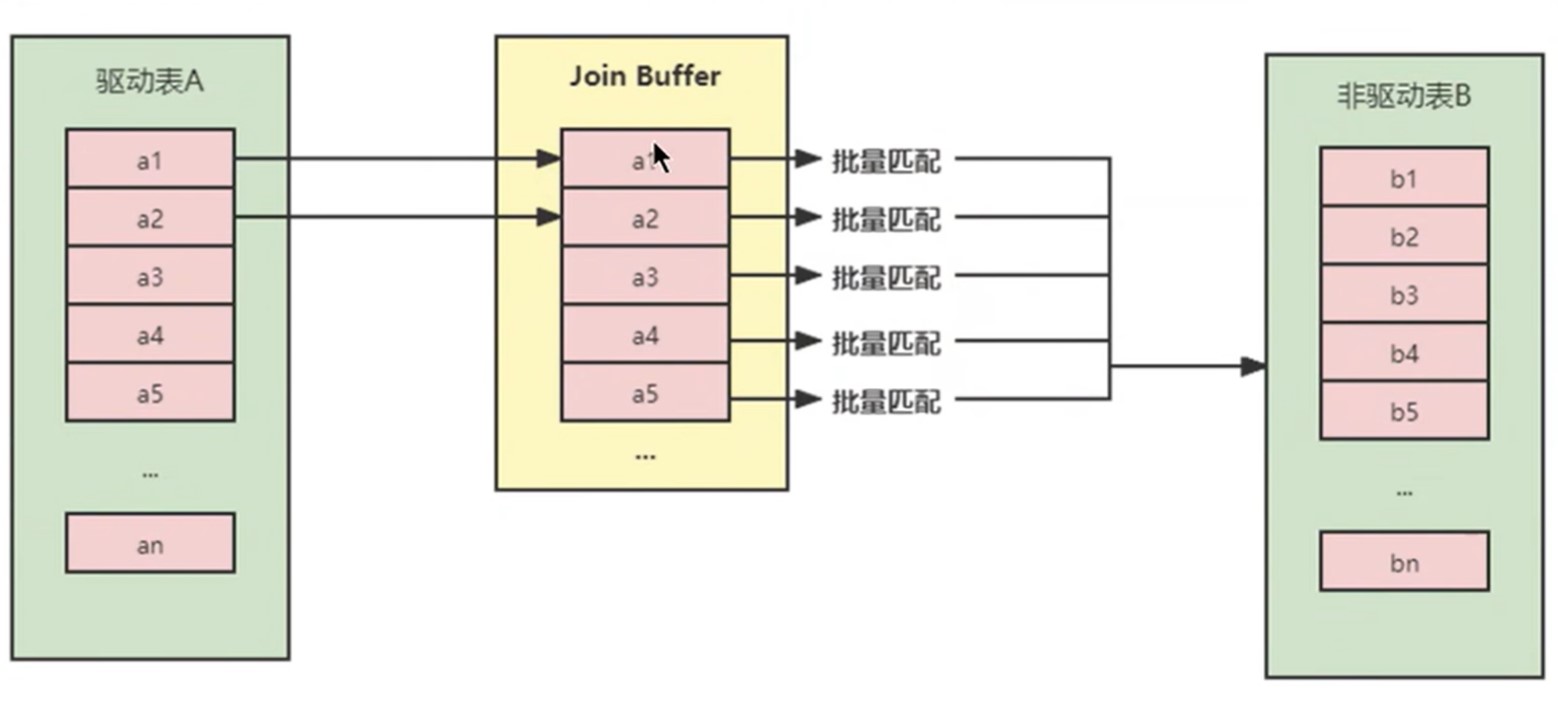 驱动表A
a1
a2
a3
a4
a5
...
an
Join Buffer
a1
a2
a3
a4
a5
...
批量匹配
批量匹配
批量匹配
批量匹配
批量匹配
非驱动表B
b1
b2
b3
b4
b5
...
bn